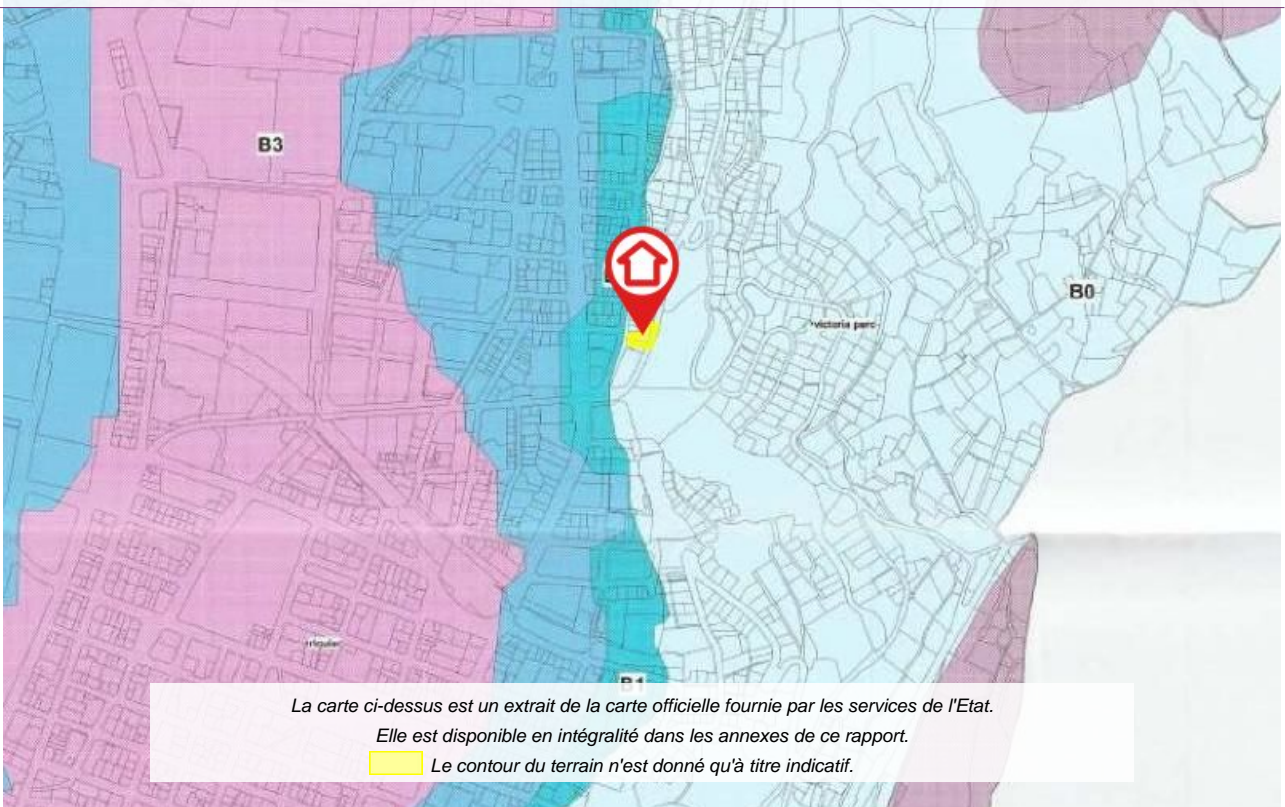 B3
B0
victoria parc
riquier
B1
La carte ci-dessus est un extrait de la carte officielle fournie par les services de l'Etat.
Elle est disponible en intégralité dans les annexes de ce rapport.
Le contour du terrain n'est donné qu'à titre indicatif.